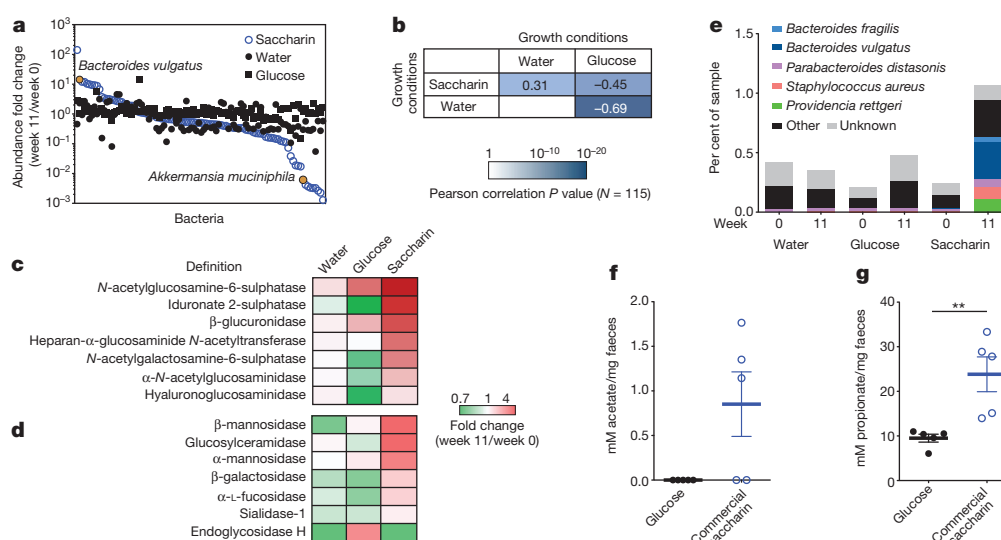 a
Abundance fold change
(week 11/week 0)
10³
10²
10¹
10⁰
10⁻¹
10⁻²
10⁻³
Saccharin
Water
Glucose
Bacteroides vulgatus
Akkermansia muciniphila
Bacteria
b
Growth conditions
Growth
conditions
Water Glucose
Saccharin 0.31 −0.45
Water −0.69
1 10⁻¹⁰ 10⁻²⁰
Pearson correlation P value (N = 115)
c
Definition Water Glucose Saccharin
N-acetylglucosamine-6-sulphatase
Iduronate 2-sulphatase
β-glucuronidase
Heparan-α-glucosaminide N-acetyltransferase
N-acetylgalactosamine-6-sulphatase
α-N-acetylglucosaminidase
Hyaluronoglucosaminidase
d
β-mannosidase
Glucosylceramidase
α-mannosidase
β-galactosidase
α-L-fucosidase
Sialidase-1
Endoglycosidase H
0.7 1 4
Fold change
(week 11/week 0)
e
Per cent of sample
1.5
1.0
0.5
0.0
Bacteroides fragilis
Bacteroides vulgatus
Parabacteroides distasonis
Staphylococcus aureus
Providencia rettgeri
Other Unknown
Week 0 11 0 11 0 11
Water Glucose Saccharin
f
mM acetate/mg faeces
2.0
1.5
1.0
0.5
0.0
Glucose
Commercial
saccharin
g
mM propionate/mg faeces
40
30
20
10
0
**
Glucose
Commercial
saccharin